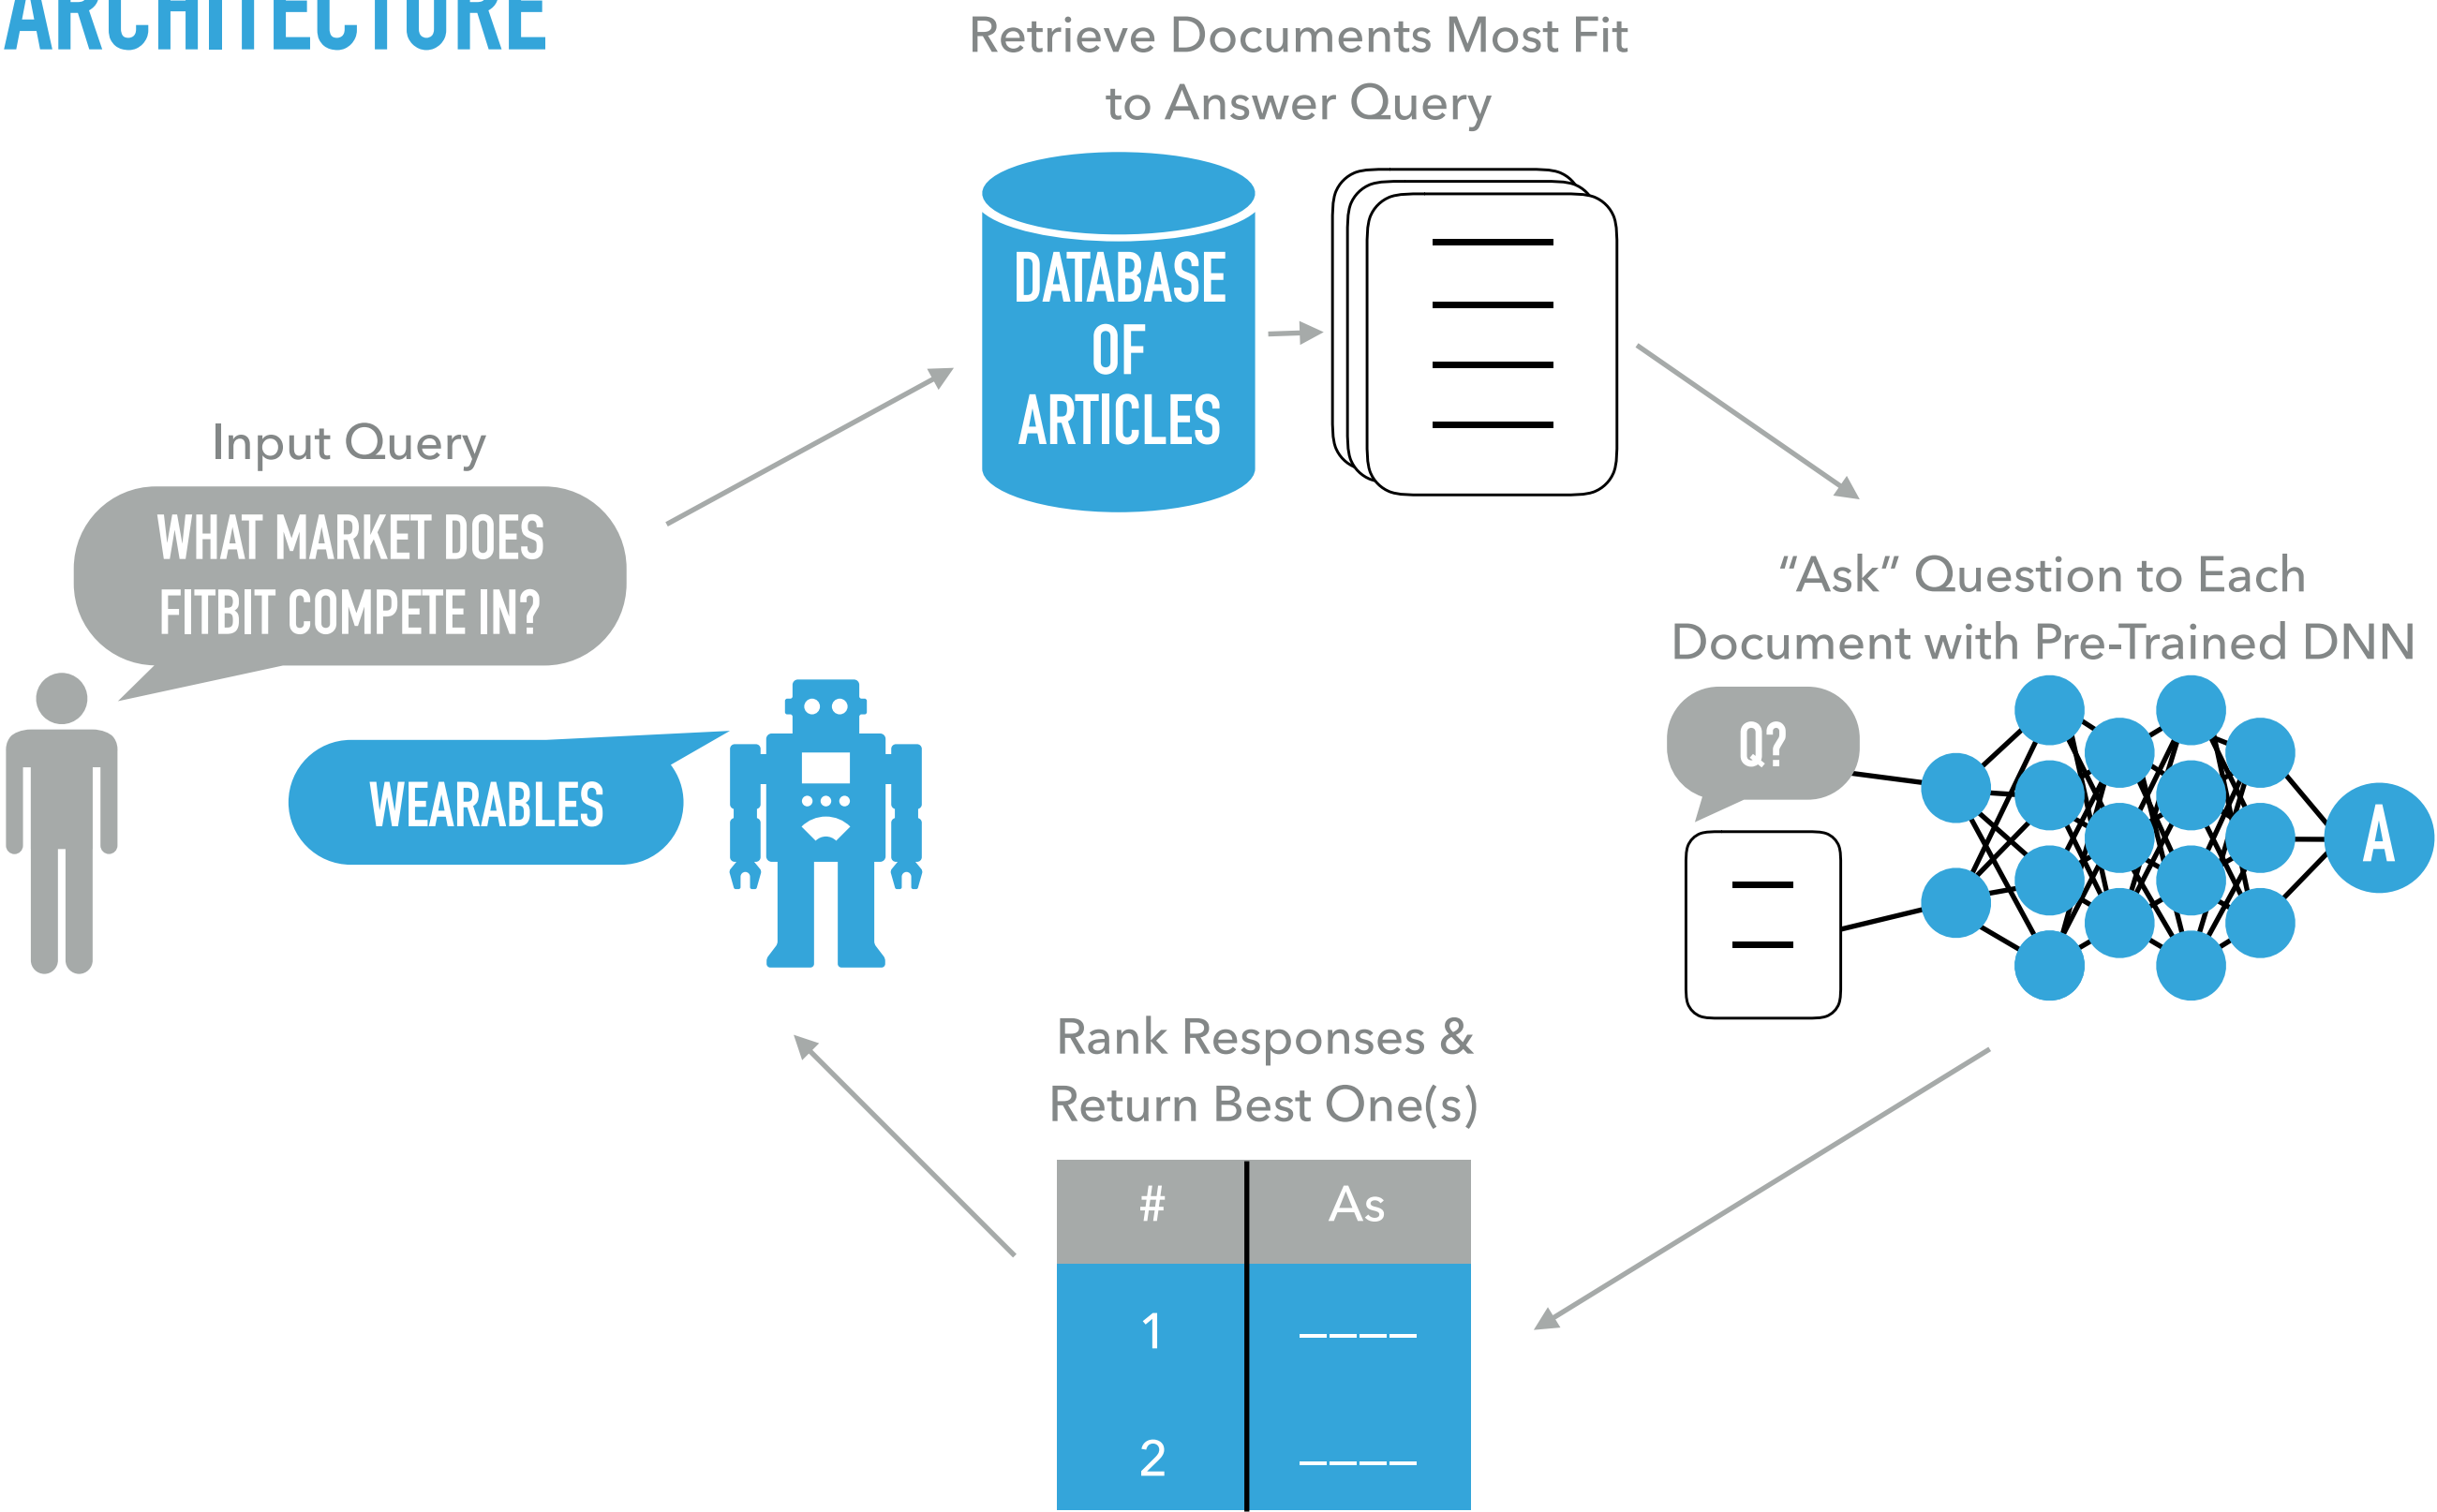 ARCHITECTURE
Retrieve Documents Most Fit
to Answer Query
DATABASE
OF
ARTICLES
Input Query
WHAT MARKET DOES
FITBIT COMPETE IN?
WEARABLES
“Ask“ Question to Each
Document with Pre-Trained DNN
Q?
A
Rank Responses &
Return Best One(s)
# As
1 ————
2 ————